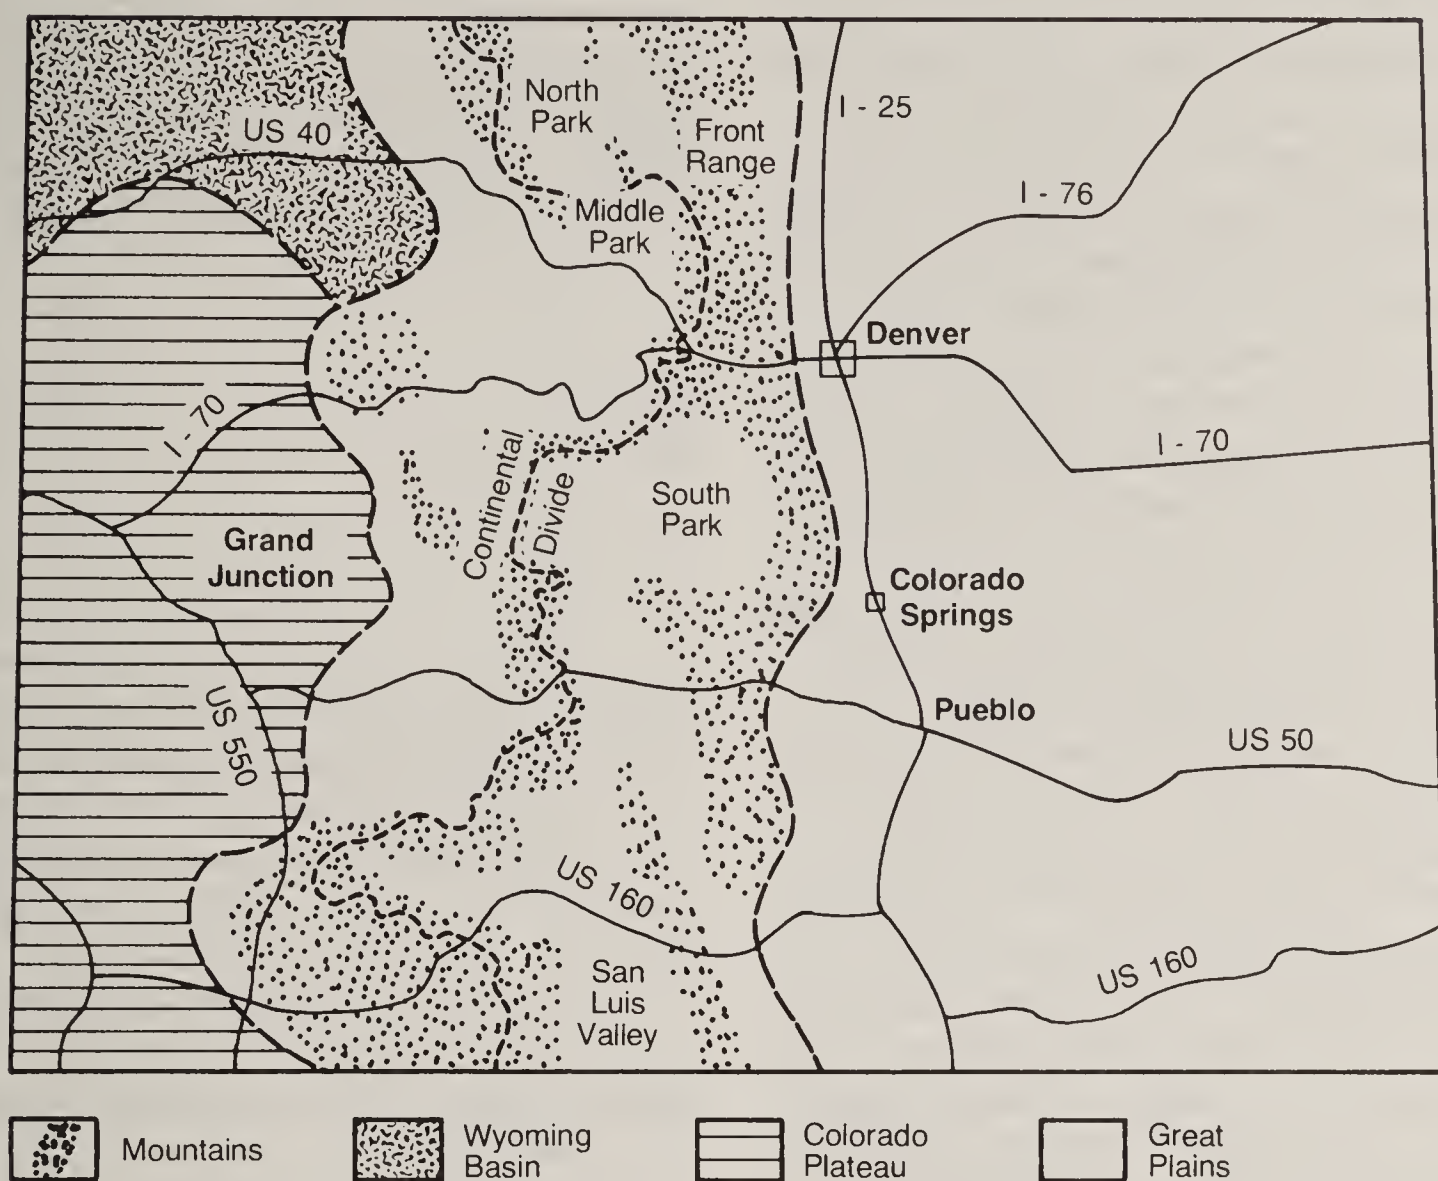 North
Park
I - 25
Front
Range
US 40
I - 76
Middle
Park
Denver
I - 70
I - 70
Continental
Divide
South
Park
Grand
Junction
Colorado
Springs
US 550
Pueblo
US 50
US 160
San
Luis
Valley
US 160
Mountains
Wyoming
Basin
Colorado
Plateau
Great
Plains